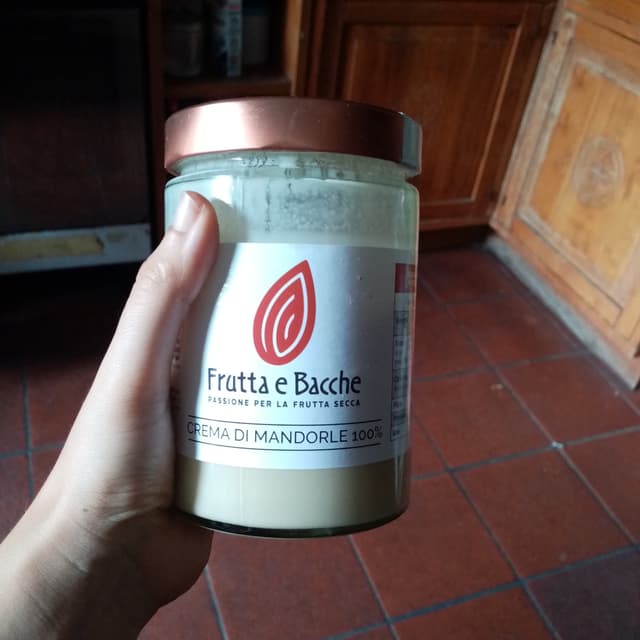 Frutta e Bacche
PASSIONE PER LA FRUTTA SECCA
CREMA DI MANDORLE 100%